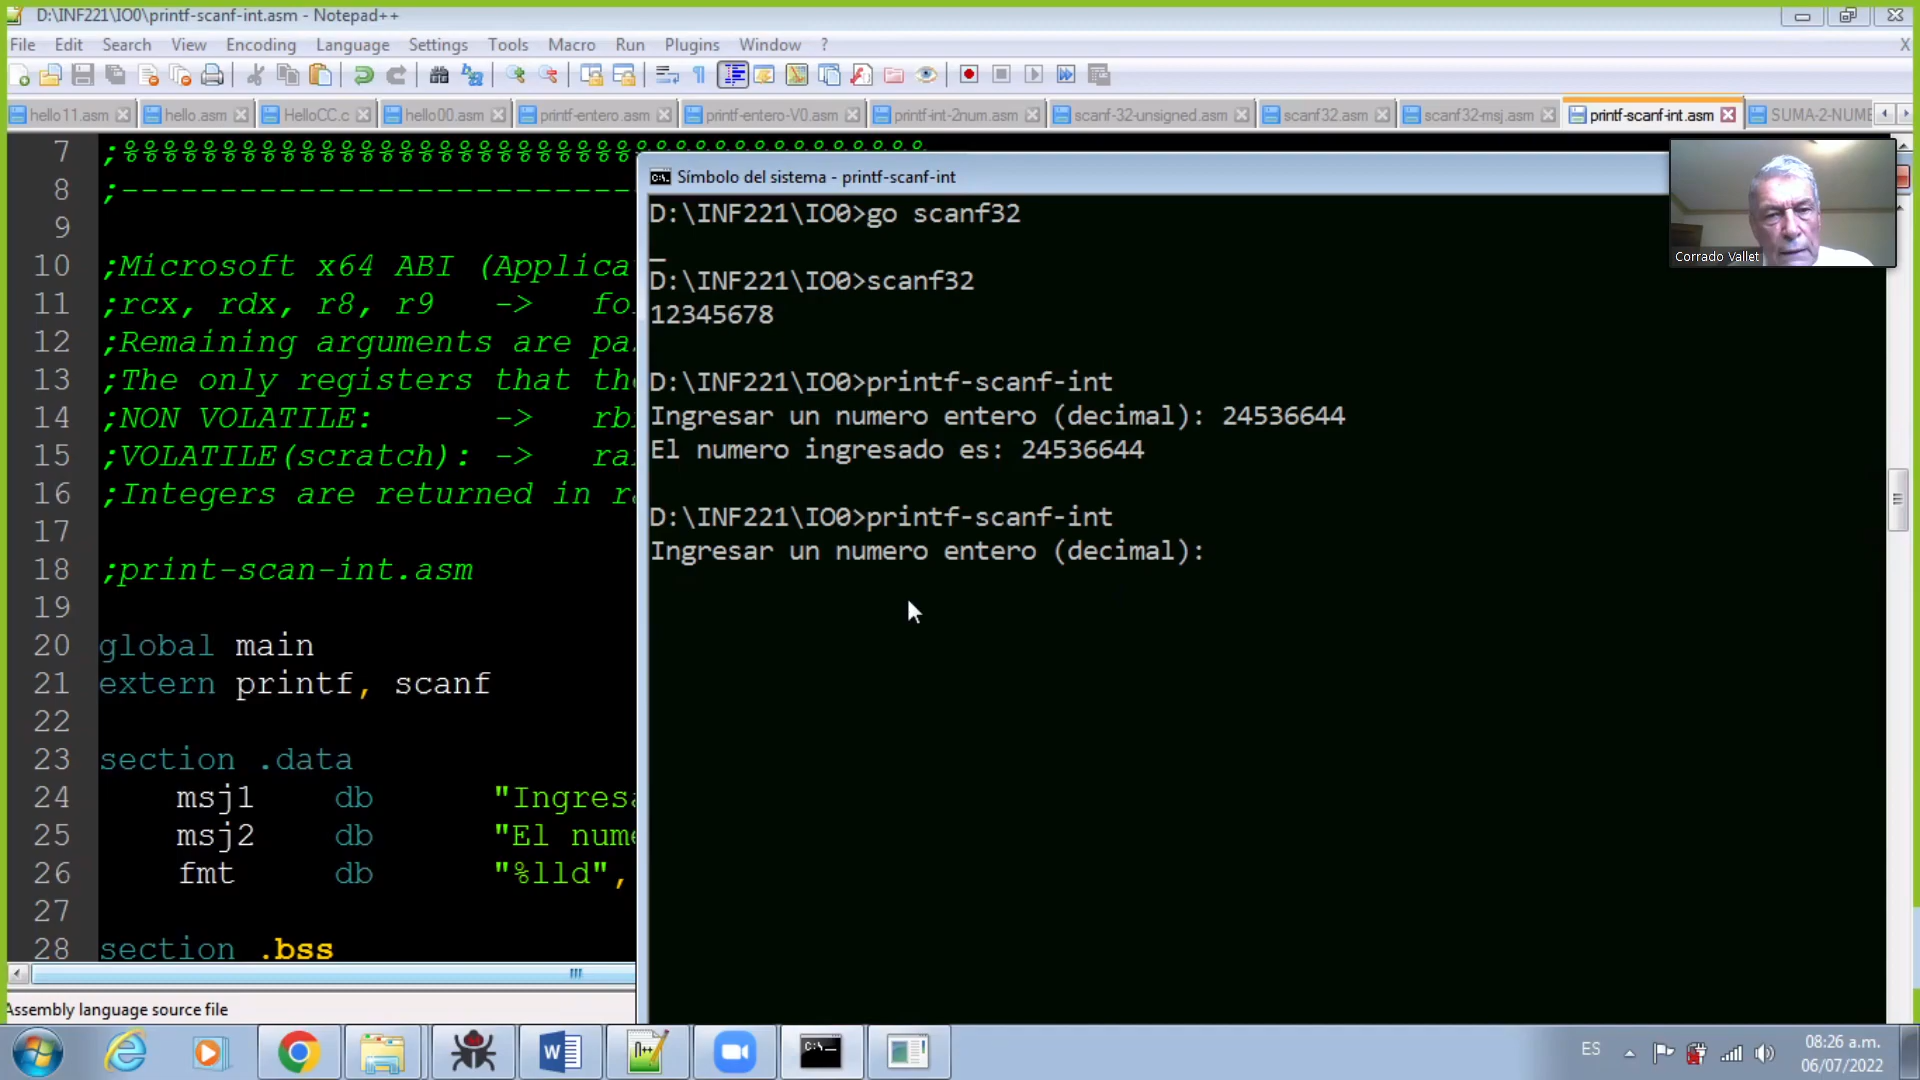 D:\INF221\IO0\printf-scanf-int.asm - Notepad++
File Edit Search View Encoding Language Settings Tools Macro Run Plugins Window ? X
hello11.asm hello.asm HelloCC.c hello00.asm printf-entero.asm printf-entero-V0.asm printf-int-2num.asm scanf-32-unsigned.asm scanf32.asm scanf32-msj.asm printf-scanf-int.asm SUMA-2-NUME
7 ;%%%%%%%%%%%%%%%%%%%%%%%%%%%%%%%%%%%%%%%%%
8 ;---------------------------
9
10 ;Microsoft x64 ABI (Applica
11 ;rcx, rdx, r8, r9 -> fo
12 ;Remaining arguments are pa
13 ;The only registers that the
14 ;NON VOLATILE: -> rb
15 ;VOLATILE(scratch): -> ra
16 ;Integers are returned in r
17
18 ;print-scan-int.asm
19
20 global main
21 extern printf, scanf
22
23 section .data
24 msj1 db "Ingresa
25 msj2 db "El nume
26 fmt db "%lld",
27
28 section .bss
Assembly language source file
Símbolo del sistema - printf-scanf-int
D:\INF221\IO0>go scanf32
D:\INF221\IO0>scanf32
12345678
D:\INF221\IO0>printf-scanf-int
Ingresar un numero entero (decimal): 24536644
El numero ingresado es: 24536644
D:\INF221\IO0>printf-scanf-int
Ingresar un numero entero (decimal):
Corrado Vallet
ES
08:26 a.m.
06/07/2022